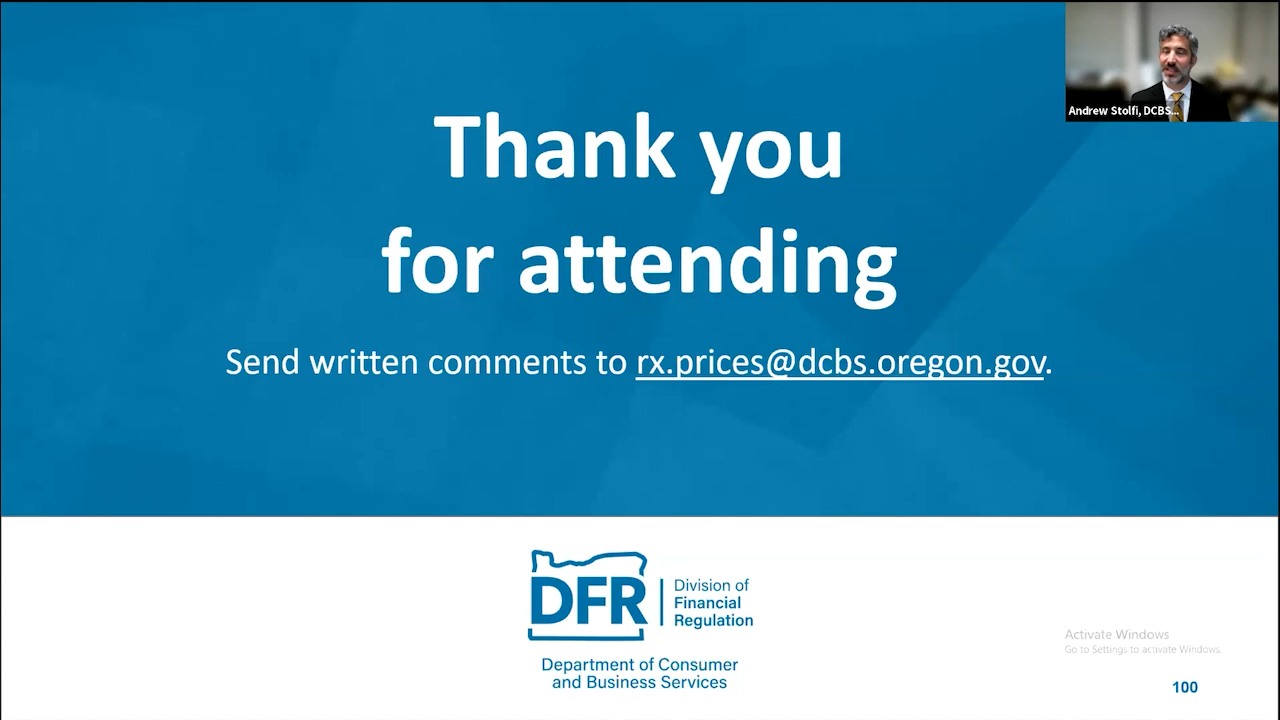 Andrew Stolfi, DCBS...
Thank you
for attending
Send written comments to rx.prices@dcbs.oregon.gov.
DFR
Division of
Financial
Regulation
Department of Consumer
and Business Services
Activate Windows
Go to Settings to activate Windows.
100